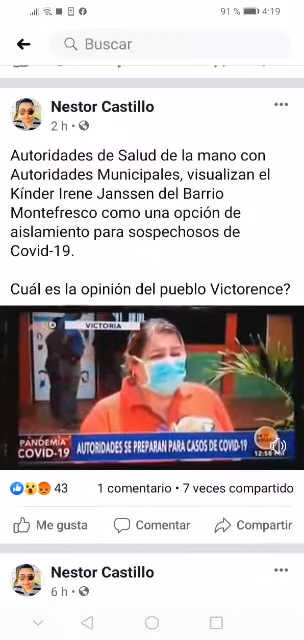 91 % 4:19
Buscar
Nestor Castillo
2 h •
Autoridades de Salud de la mano con
Autoridades Municipales, visualizan el
Kínder Irene Janssen del Barrio
Montefresco como una opción de
aislamiento para sospechosos de
Covid-19.
Cuál es la opinión del pueblo Victorence?
VICTORIA
PANDEMIA
COVID-19
AUTORIDADES SE PREPARAN PARA CASOS DE COVID-19
43
1 comentario • 7 veces compartido
Me gusta
Comentar
Compartir
Nestor Castillo
6 h •